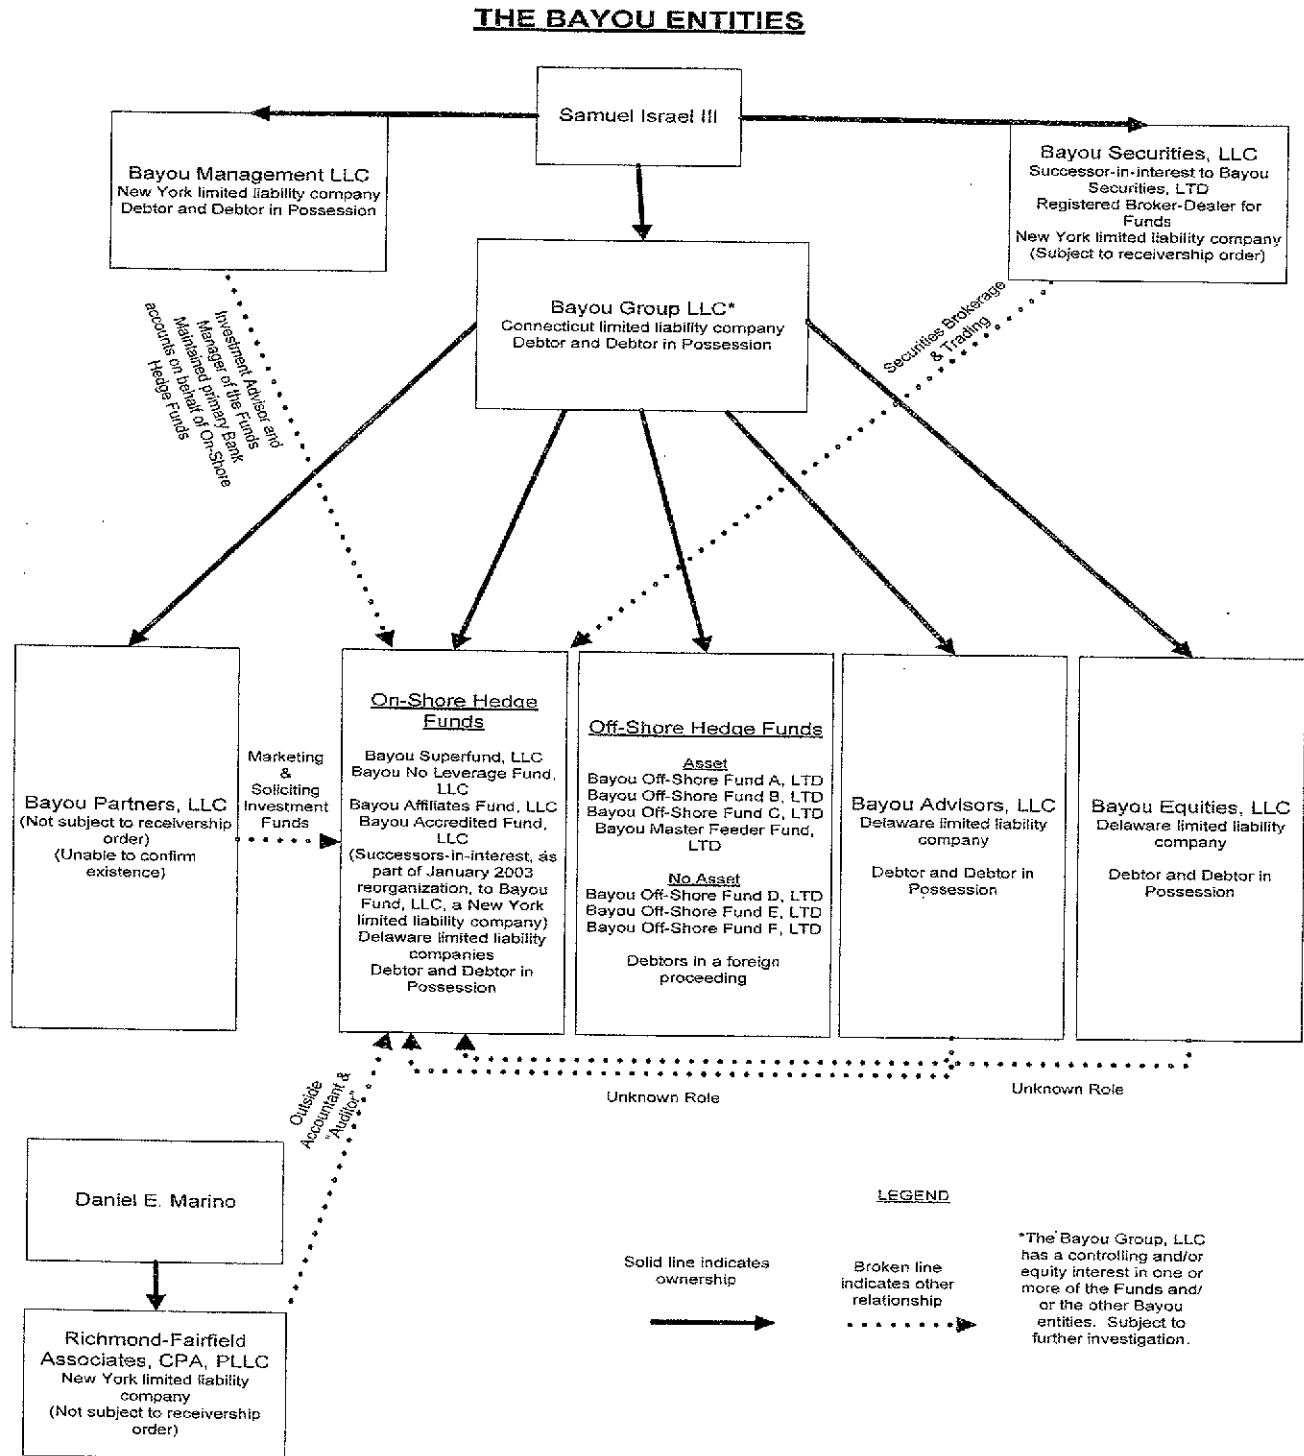 THE BAYOU ENTITIES
Samuel Israel III
Bayou Management LLC
New York limited liability company
Debtor and Debtor in Possession
Bayou Securities, LLC
Successor-in-interest to Bayou
Securities, LTD
Registered Broker-Dealer for
Funds
New York limited liability company
(Subject to receivership order)
Bayou Group LLC*
Connecticut limited liability company
Debtor and Debtor in Possession
Investment Advisor and
Manager of the Funds
Maintained primary Bank
accounts on behalf of On-Shore
Hedge Funds
Securities Brokerage
& Trading
Bayou Partners, LLC
(Not subject to receivership
order)
(Unable to confirm
existence)
Marketing
&
Soliciting
Investment
Funds
On-Shore Hedge
Funds
Bayou Superfund, LLC
Bayou No Leverage Fund,
LLC
Bayou Affiliates Fund, LLC
Bayou Accredited Fund,
LLC
(Successors-in-interest, as
part of January 2003
reorganization, to Bayou
Fund, LLC, a New York
limited liability company)
Delaware limited liability
companies
Debtor and Debtor in
Possession
Off-Shore Hedge Funds
Asset
Bayou Off-Shore Fund A, LTD
Bayou Off-Shore Fund B, LTD
Bayou Off-Shore Fund C, LTD
Bayou Master Feeder Fund,
LTD
No Asset
Bayou Off-Shore Fund D, LTD
Bayou Off-Shore Fund E, LTD
Bayou Off-Shore Fund F, LTD
Debtors in a foreign
proceeding
Bayou Advisors, LLC
Delaware limited liability
company
Debtor and Debtor in
Possession
Bayou Equities, LLC
Delaware limited liability
company
Debtor and Debtor in
Possession
Unknown Role
Unknown Role
Outside
Accountant &
"Auditor"
Daniel E. Marino
Richmond-Fairfield
Associates, CPA, PLLC
New York limited liability
company
(Not subject to receivership
order)
LEGEND
Solid line indicates
ownership
Broken line
indicates other
relationship
*The Bayou Group, LLC
has a controlling and/or
equity interest in one or
more of the Funds and/
or the other Bayou
entities. Subject to
further investigation.